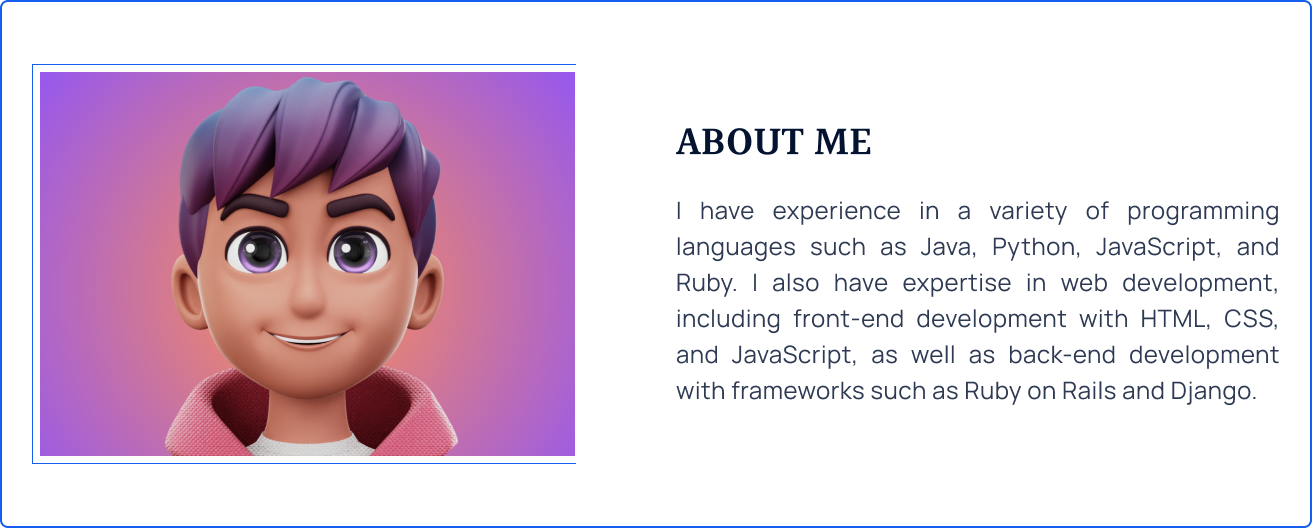 ABOUT ME
I have experience in a variety of programming
languages such as Java, Python, JavaScript, and
Ruby. I also have expertise in web development,
including front-end development with HTML, CSS,
and JavaScript, as well as back-end development
with frameworks such as Ruby on Rails and Django.